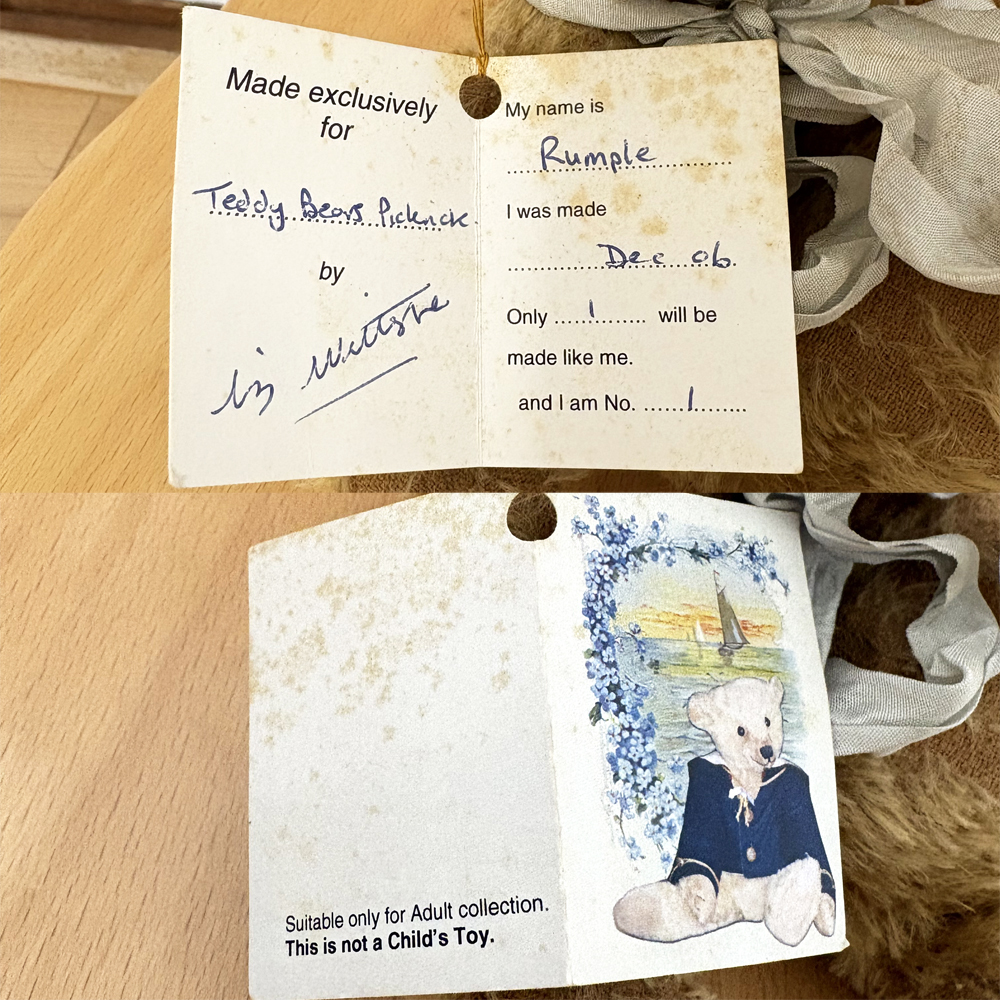 Made exclusively
for
Teddy Bears Picknick
by
Liz
My name is
Rumple
I was made
Dec 06.
Only 1 will be
made like me.
and I am No. 1
Suitable only for Adult collection.
This is not a Child's Toy.